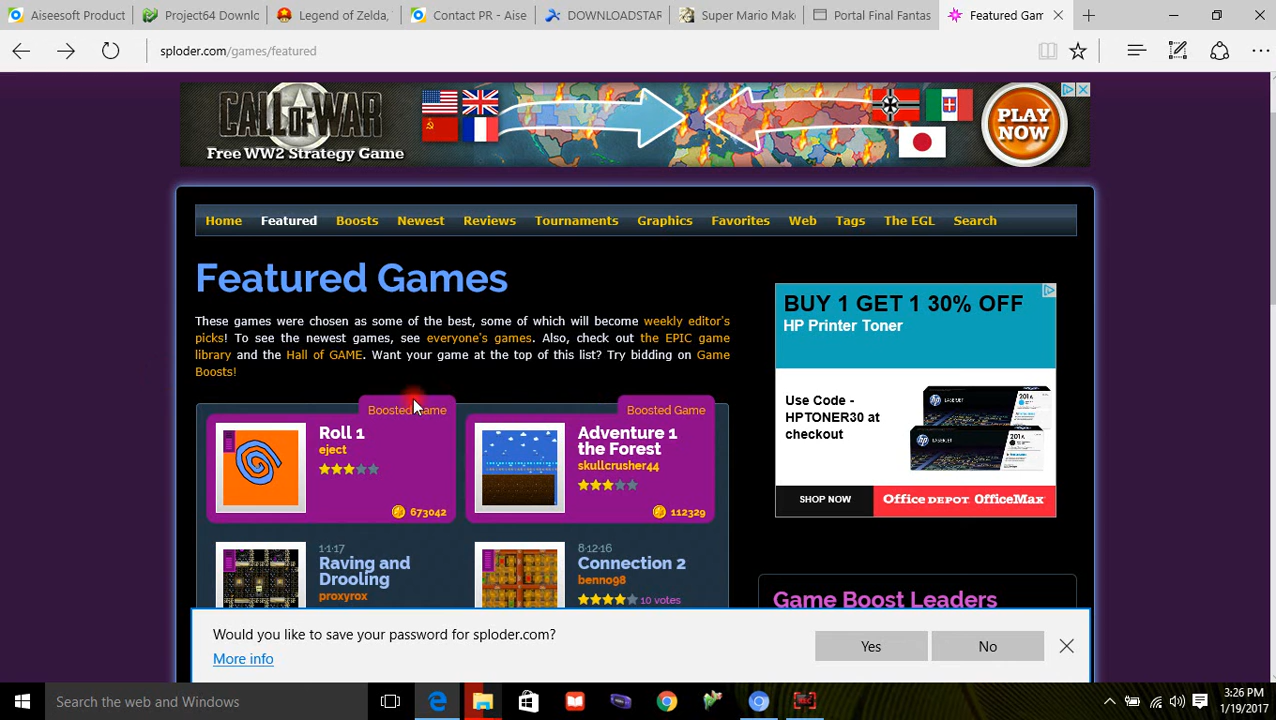 Aiseesoft Product
Project64 Downlo
Legend of Zelda,
Contact PR - Aise
DOWNLOADSTAF
Super Mario Make
Portal Final Fantas
Featured Gam
sploder.com/games/featured
CALL OF WAR
Free WW2 Strategy Game
PLAY
NOW
Home Featured Boosts Newest Reviews Tournaments Graphics Favorites Web Tags The EGL Search
Featured Games
These games were chosen as some of the best, some of which will become weekly editor's
picks! To see the newest games, see everyone's games. Also, check out the EPIC game
library and the Hall of GAME. Want your game at the top of this list? Try bidding on Game
Boosts!
Boosted Game
Roll 1
eject
673042
Boosted Game
Adventure 1
the Forest
skullcrusher44
112329
1-1-17
Raving and
Drooling
proxyrox
8-12-16
Connection 2
benno98
10 votes
BUY 1 GET 1 30% OFF
HP Printer Toner
Use Code -
HPTONER30 at
checkout
201A
201A
SHOP NOW
Office DEPOT. OfficeMax
Game Boost Leaders
Would you like to save your password for sploder.com?
More info
Yes
No
Search the web and Windows
3:23 PM
1/19/2017